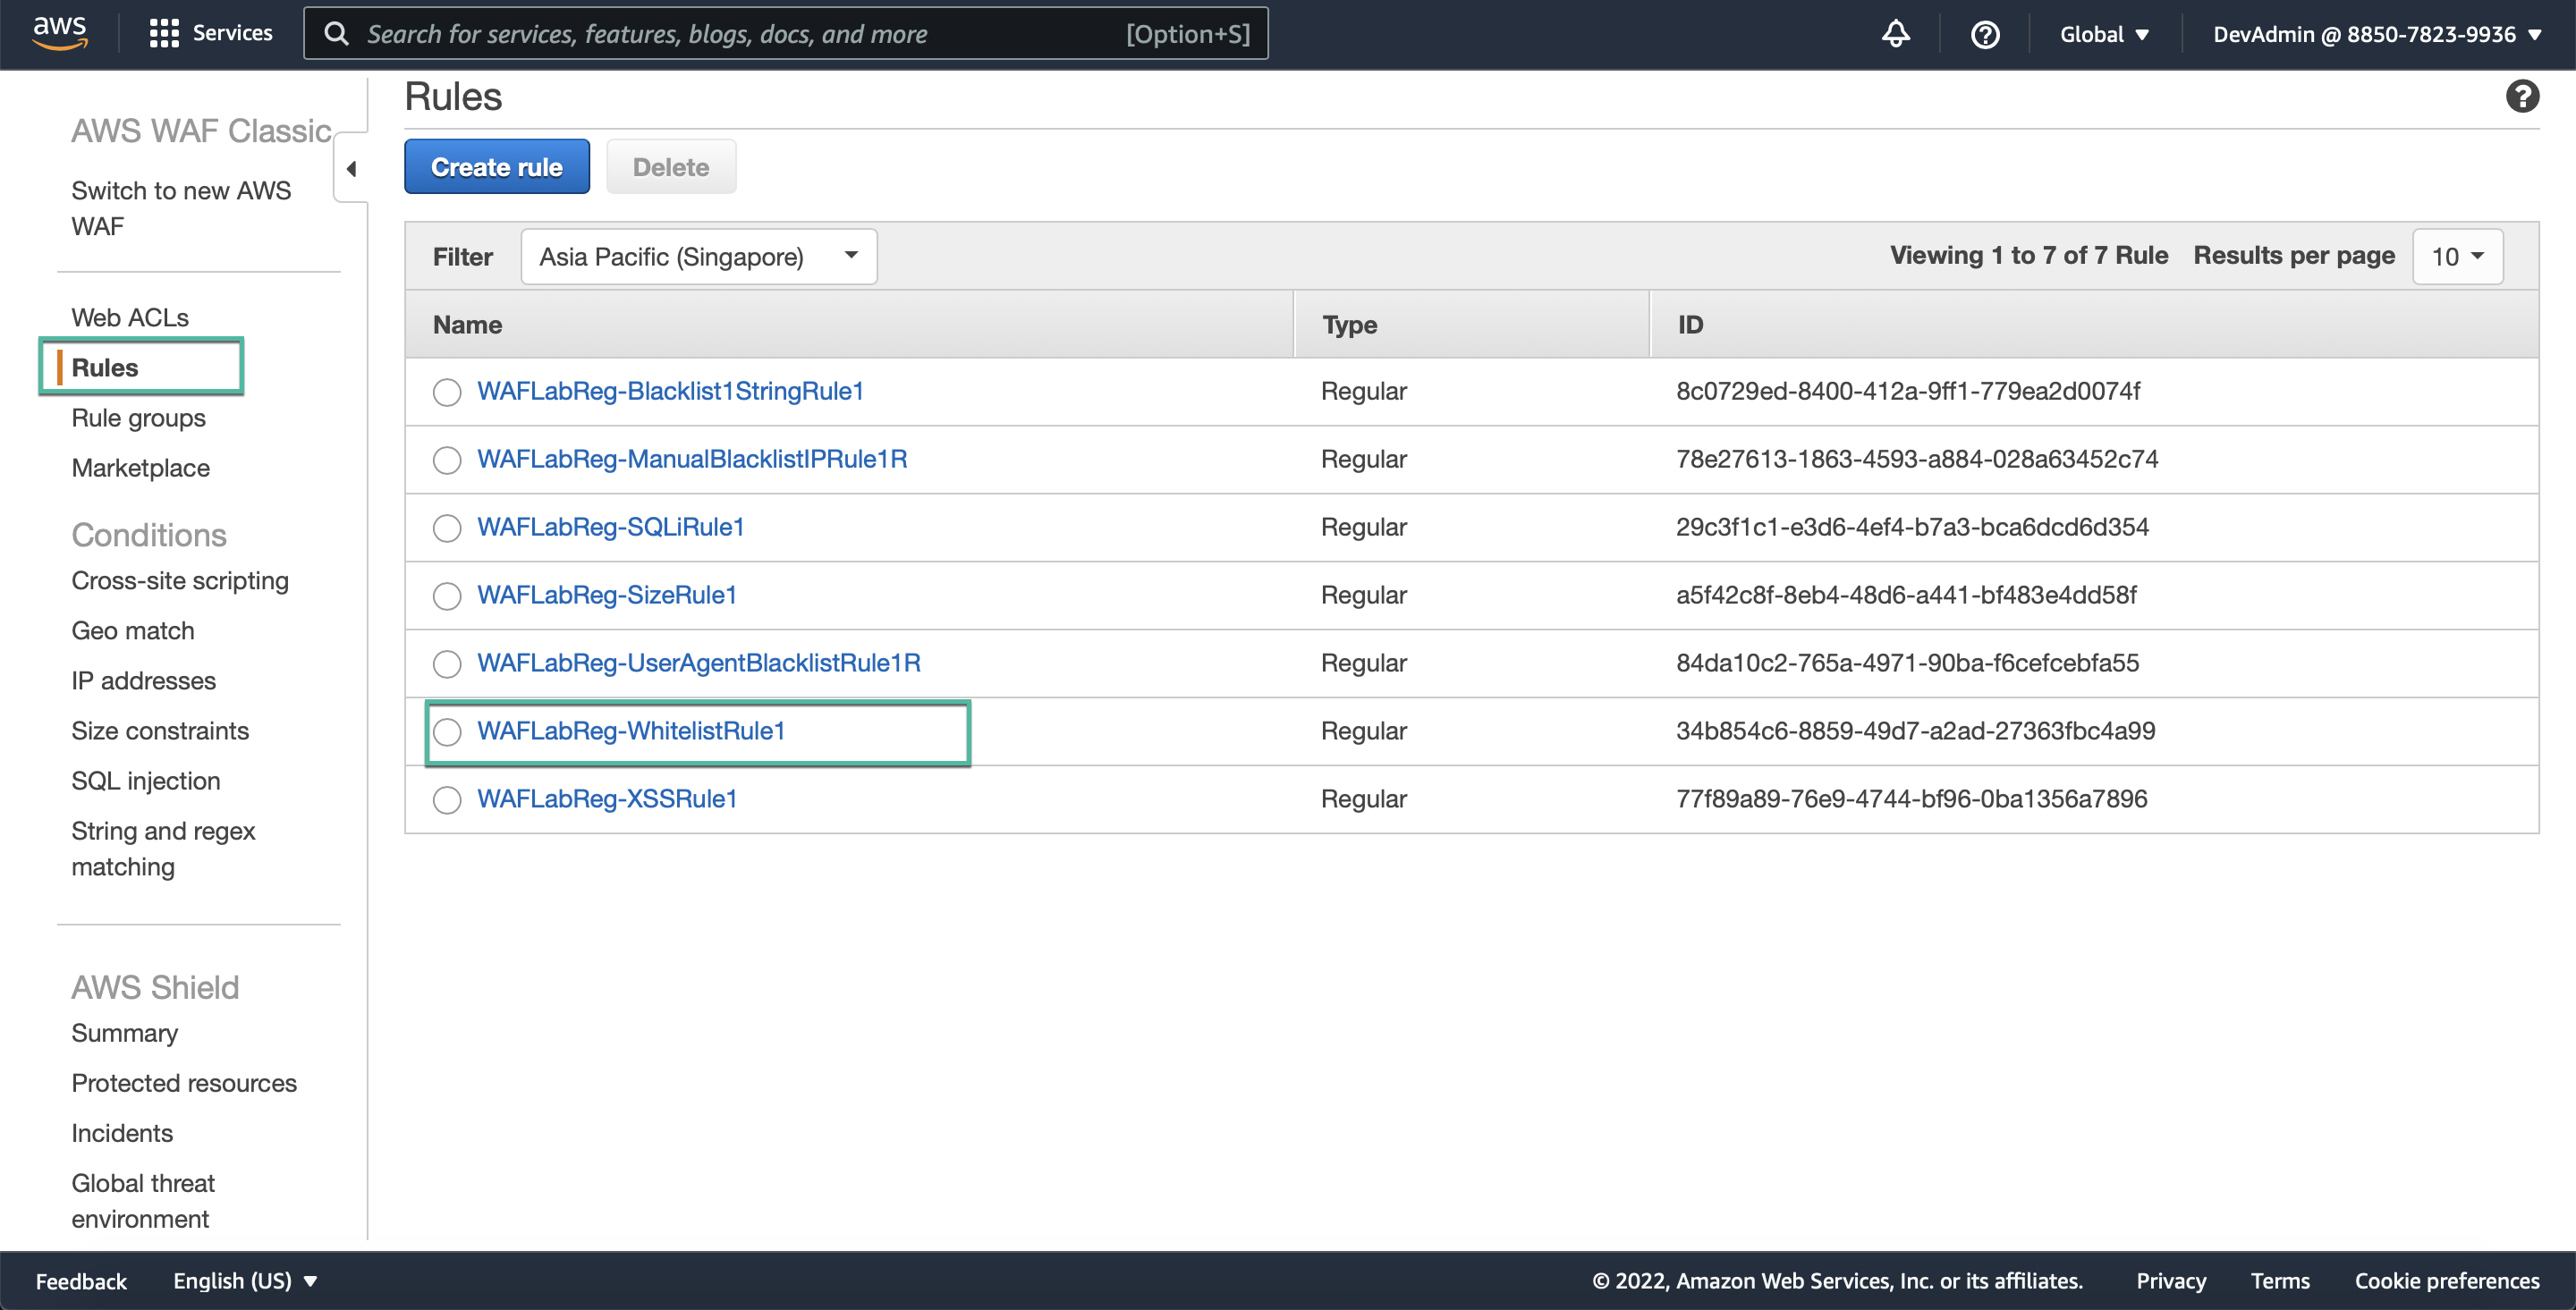 aws
Services
Search for services, features, blogs, docs, and more
[Option+S]
Global
DevAdmin @ 8850-7823-9936
AWS WAF Classic
Switch to new AWS
WAF
Web ACLs
Rules
Rule groups
Marketplace
Conditions
Cross-site scripting
Geo match
IP addresses
Size constraints
SQL injection
String and regex
matching
AWS Shield
Summary
Protected resources
Incidents
Global threat
environment
Rules
Create rule
Delete
Filter
Asia Pacific (Singapore)
Viewing 1 to 7 of 7 Rule
Results per page
10
Name Type ID
WAFLabReg-Blacklist1StringRule1 Regular 8c0729ed-8400-412a-9ff1-779ea2d0074f
WAFLabReg-ManualBlacklistIPRule1R Regular 78e27613-1863-4593-a884-028a63452c74
WAFLabReg-SQLiRule1 Regular 29c3f1c1-e3d6-4ef4-b7a3-bca6dcd6d354
WAFLabReg-SizeRule1 Regular a5f42c8f-8eb4-48d6-a441-bf483e4dd58f
WAFLabReg-UserAgentBlacklistRule1R Regular 84da10c2-765a-4971-90ba-f6cefcebfa55
WAFLabReg-WhitelistRule1 Regular 34b854c6-8859-49d7-a2ad-27363fbc4a99
WAFLabReg-XSSRule1 Regular 77f89a89-76e9-4744-bf96-0ba1356a7896
Feedback
English (US)
© 2022, Amazon Web Services, Inc. or its affiliates.
Privacy
Terms
Cookie preferences